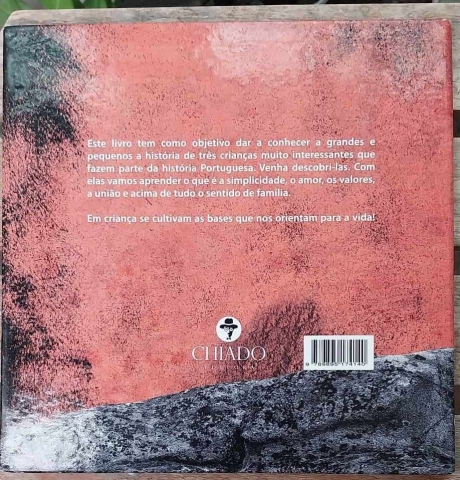 Este livro tem como objetivo dar a conhecer a grandes e
pequenos a história de três crianças muito interessantes que
fazem parte da história Portuguesa. Venha descobri-las. Com
elas vamos aprender o que é a simplicidade, o amor, os valores,
a união e acima de tudo o sentido de família.
Em criança se cultivam as bases que nos orientam para a vida!
CHIADO